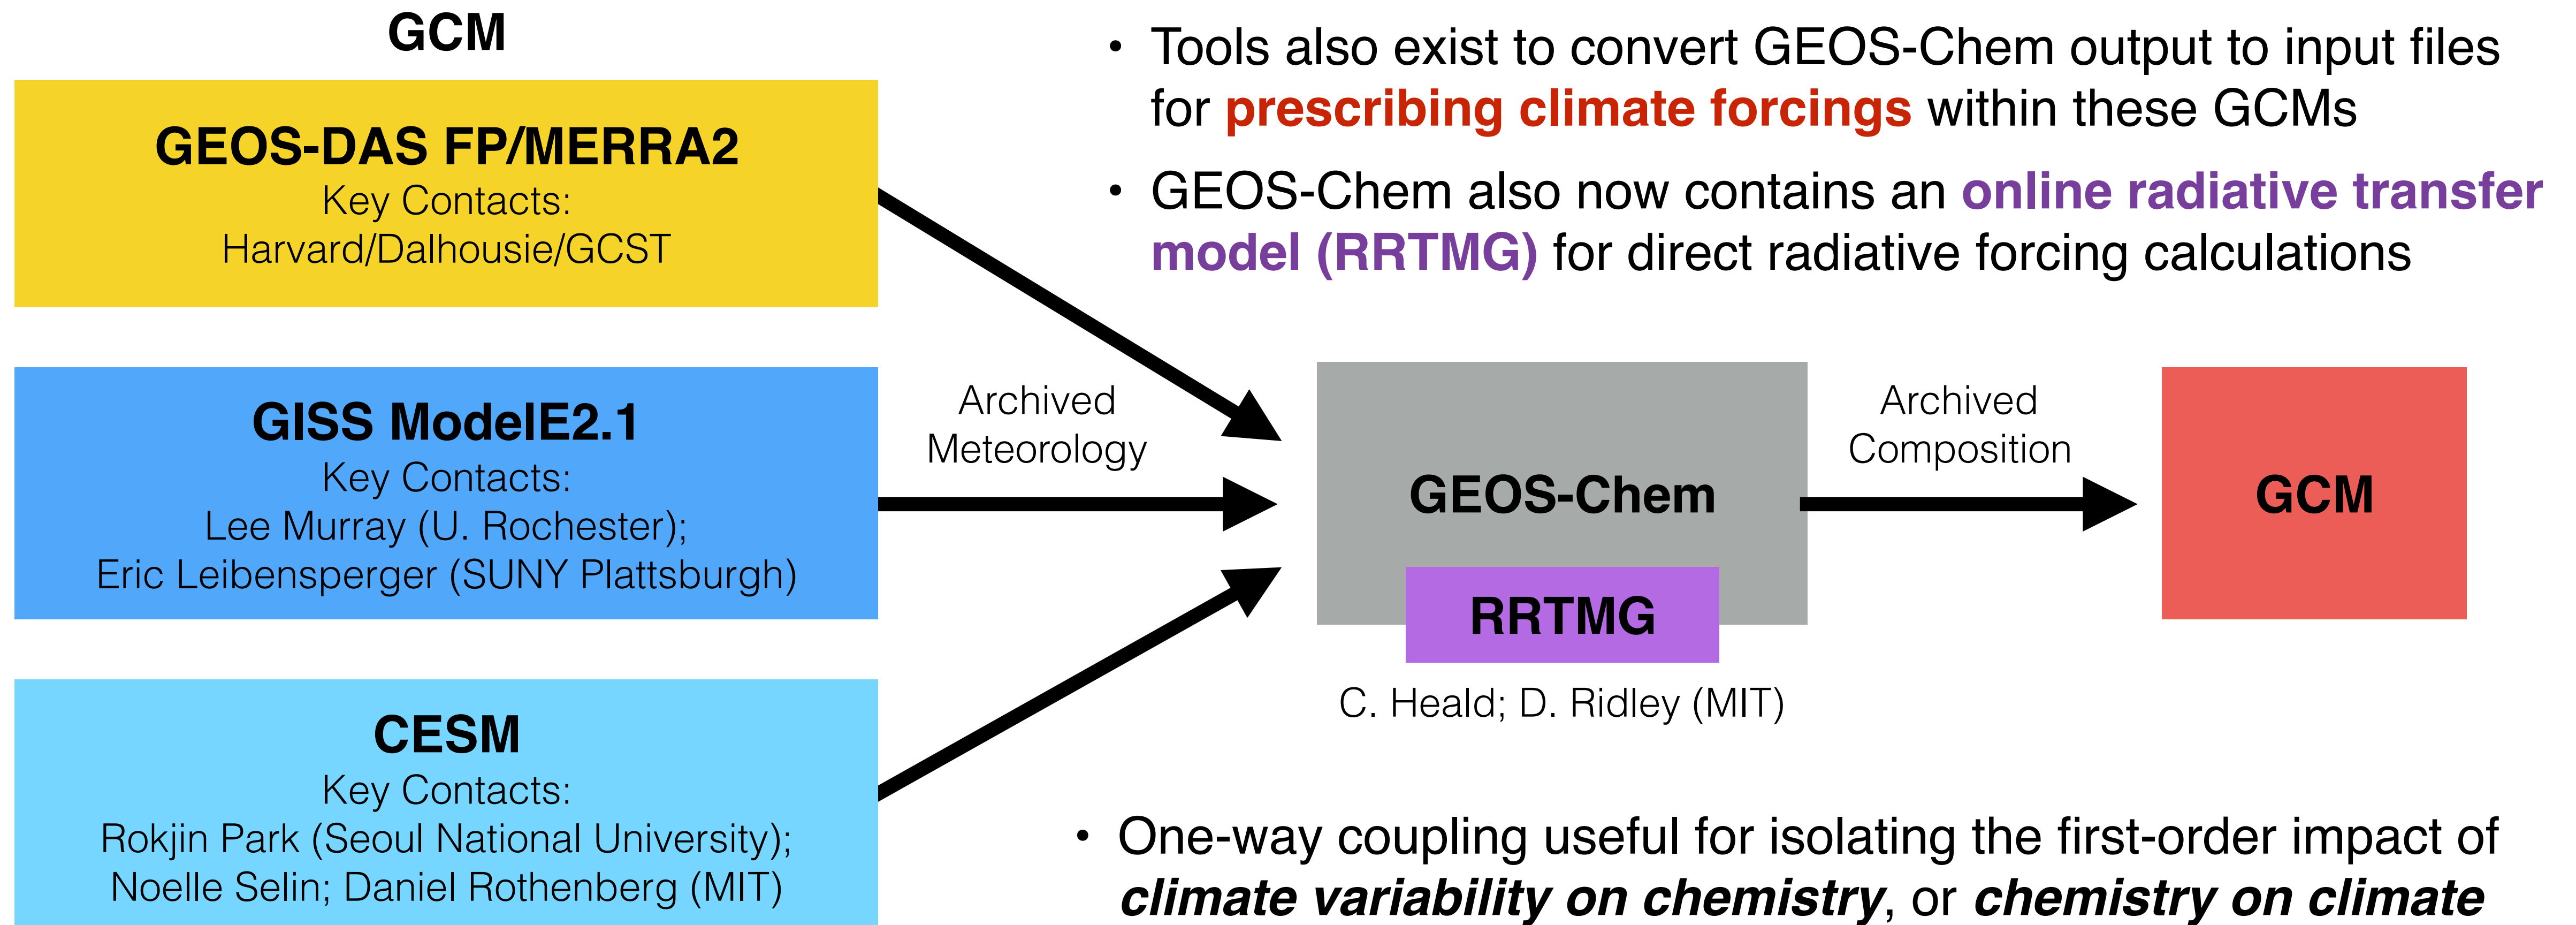 GCM
GEOS-DAS FP/MERRA2
Key Contacts:
Harvard/Dalhousie/GCST
GISS ModelE2.1
Key Contacts:
Lee Murray (U. Rochester);
Eric Leibensperger (SUNY Plattsburgh)
CESM
Key Contacts:
Rokjin Park (Seoul National University);
Noelle Selin; Daniel Rothenberg (MIT)
• Tools also exist to convert GEOS-Chem output to input files
for prescribing climate forcings within these GCMs
• GEOS-Chem also now contains an online radiative transfer
model (RRTMG) for direct radiative forcing calculations
Archived
Meteorology
GEOS-Chem
RRTMG
C. Heald; D. Ridley (MIT)
Archived
Composition
GCM
• One-way coupling useful for isolating the first-order impact of
climate variability on chemistry, or chemistry on climate